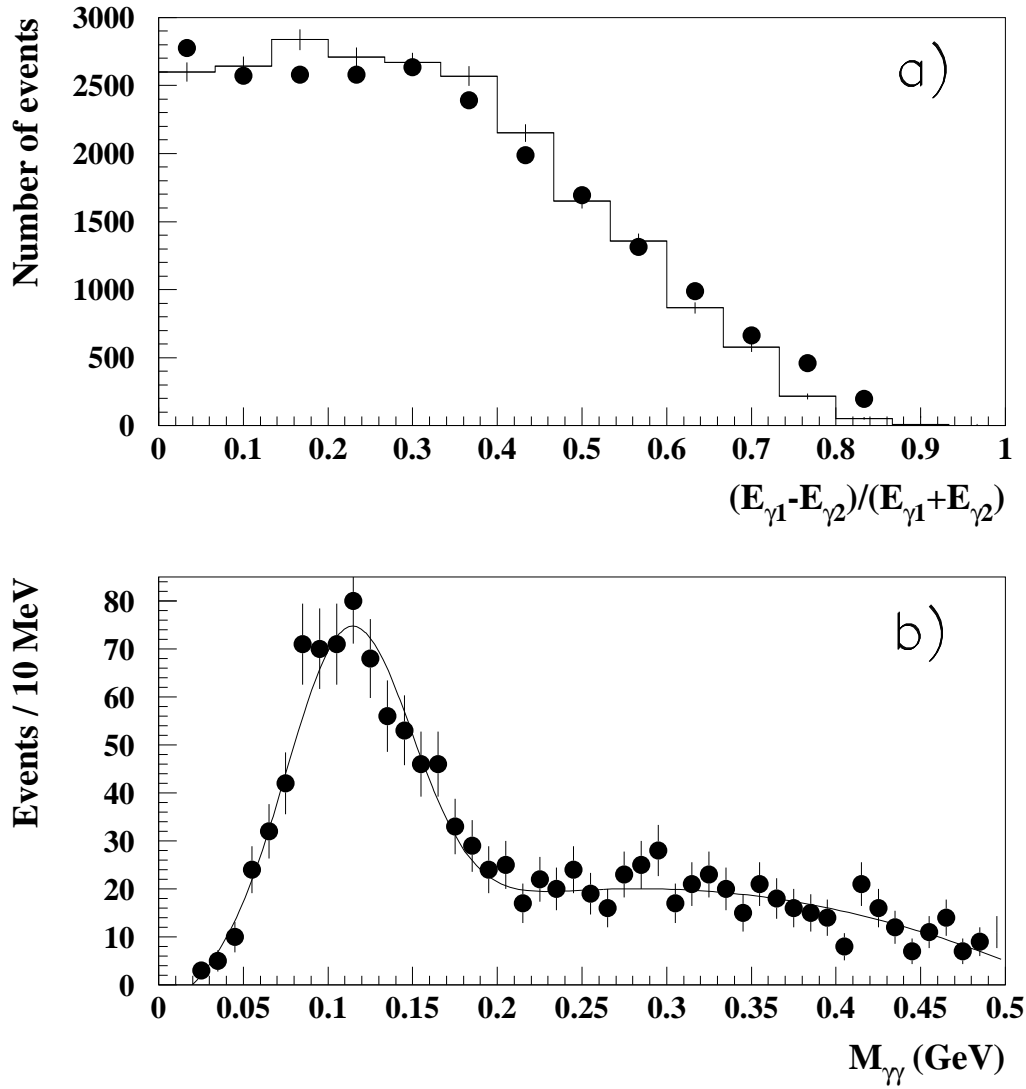 a)
Number of events
3000
2500
2000
1500
1000
500
0
0 0.1 0.2 0.3 0.4 0.5 0.6 0.7 0.8 0.9 1
(Eγ1-Eγ2)/(Eγ1+Eγ2)
b)
Events / 10 MeV
80
70
60
50
40
30
20
10
0
0 0.05 0.1 0.15 0.2 0.25 0.3 0.35 0.4 0.45 0.5
Mγγ (GeV)